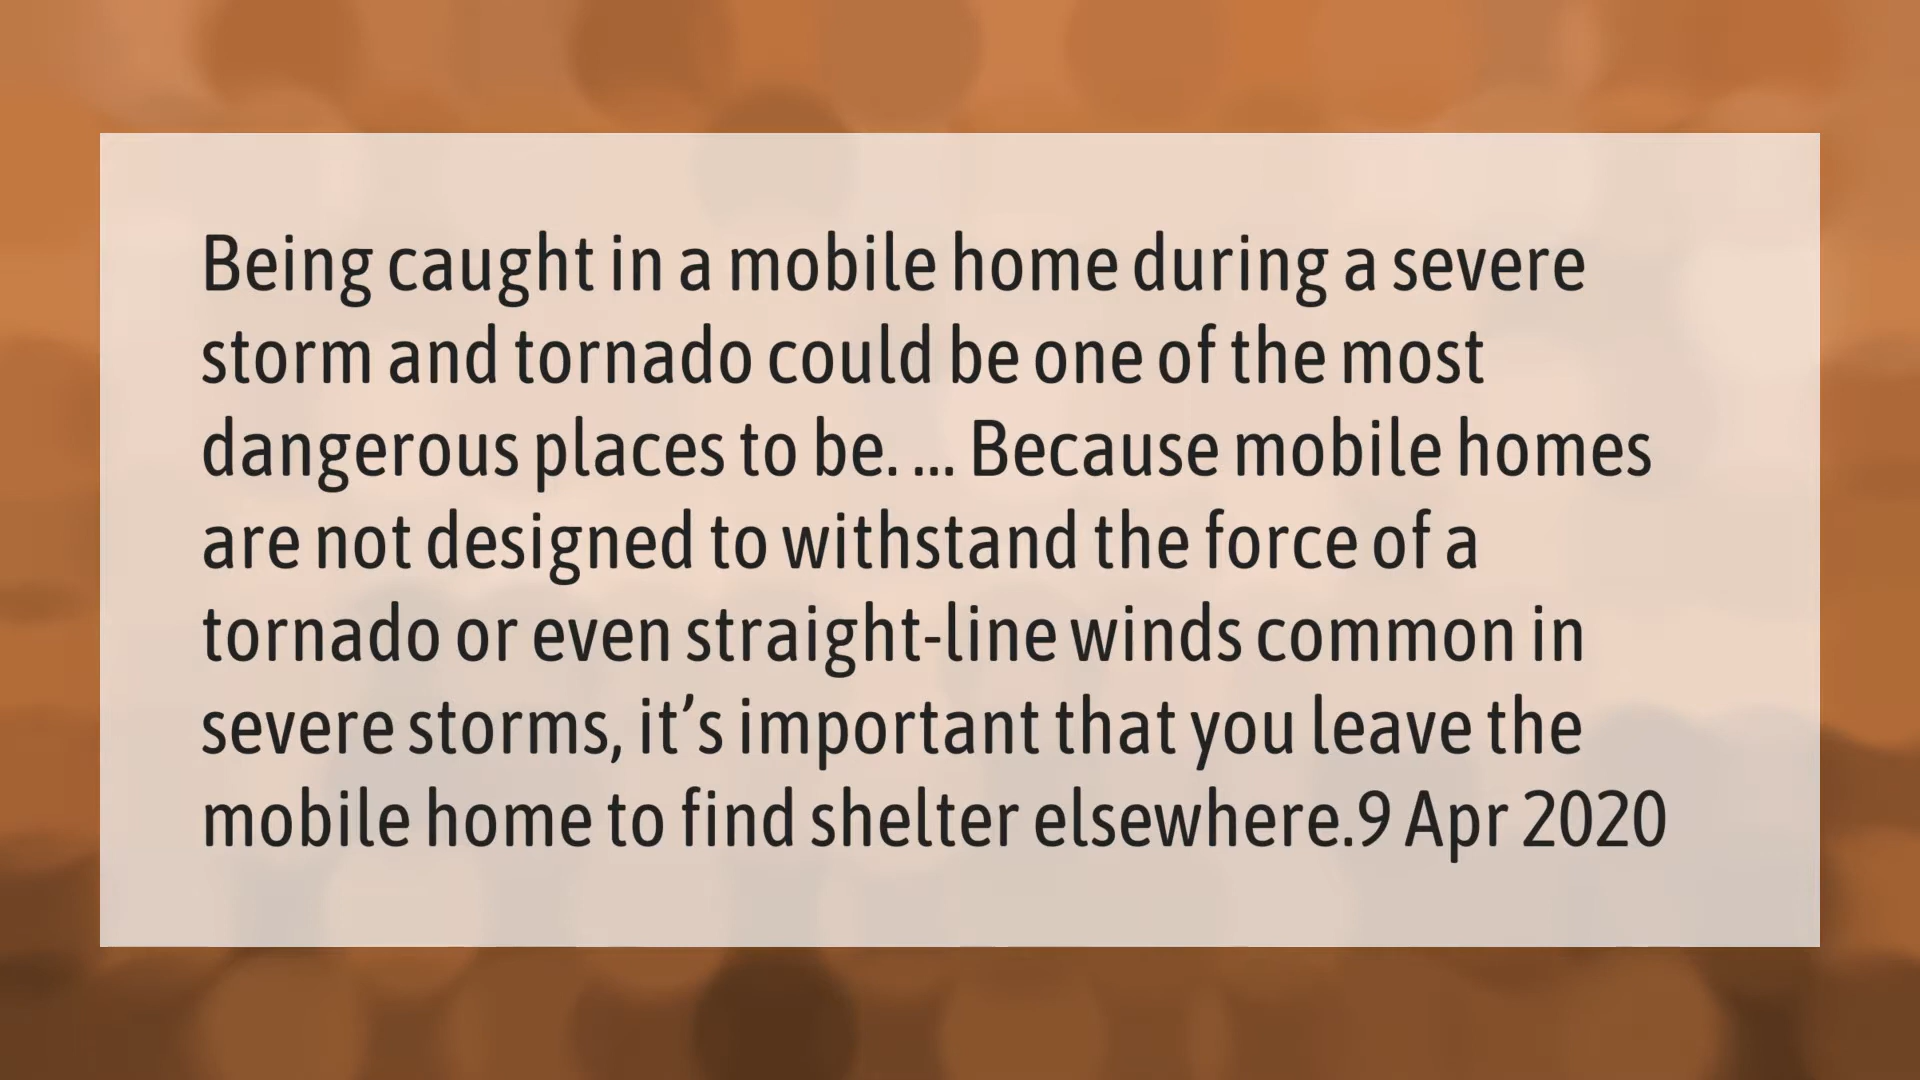 Being caught in a mobile home during a severe
storm and tornado could be one of the most
dangerous places to be. ... Because mobile homes
are not designed to withstand the force of a
tornado or even straight-line winds common in
severe storms, it’s important that you leave the
mobile home to find shelter elsewhere.9 Apr 2020